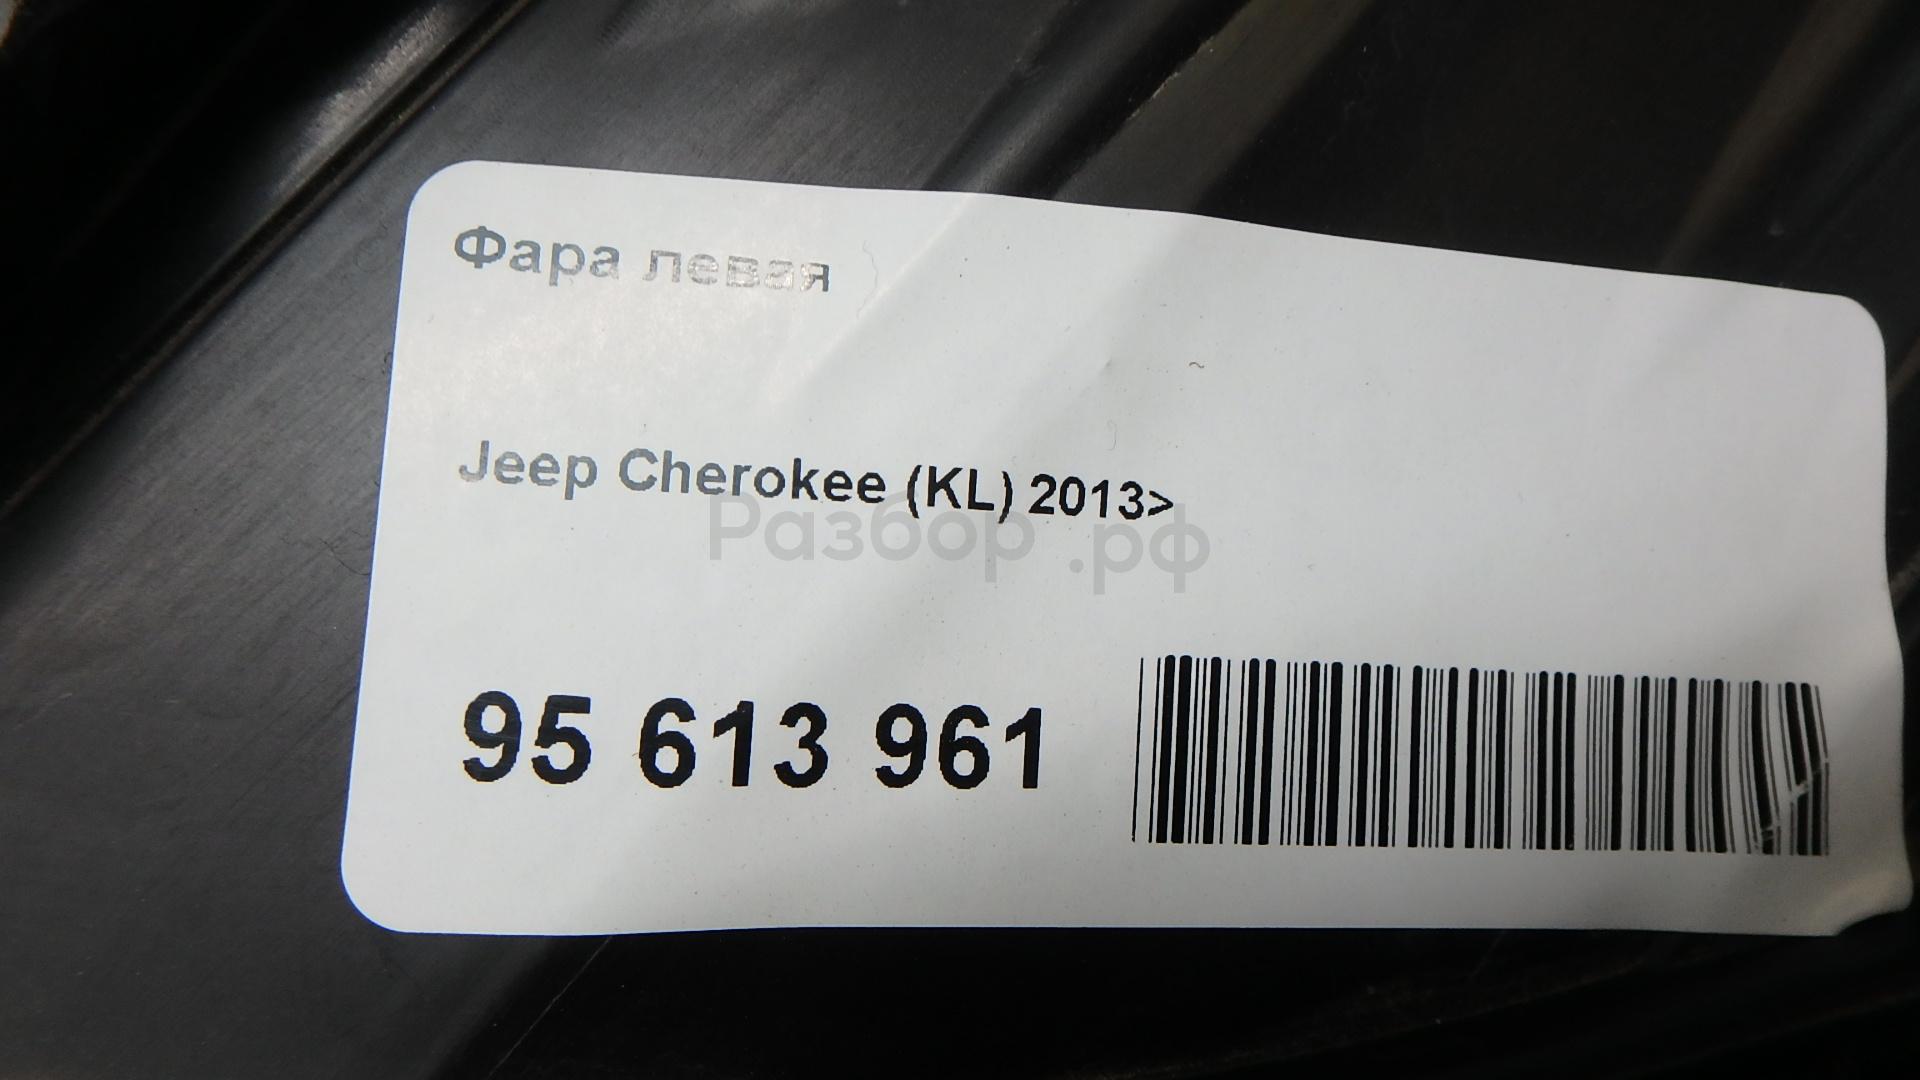 Фара левая
Jeep Cherokee (KL) 2013>
Разбор.рф
95 613 961